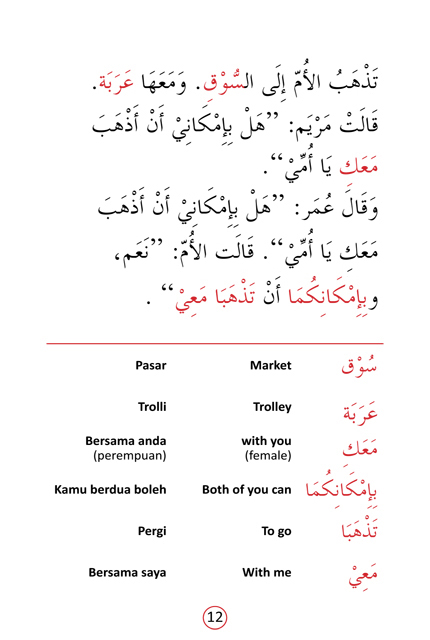 تَذْهَبُ الأُمّ إِلَى السُّوْقِ. وَمَعَهَا عَرَبَة.
قَالَتْ مَرْيَم: ’’هَلْ بِإِمْكَانِيْ أَنْ أَذْهَبَ
مَعَكِ يَا أُمِّيْ‘‘.
وَقَالَ عُمَر: ’’هَلْ بِإِمْكَانِيْ أَنْ أَذْهَبَ
مَعَكِ يَا أُمِّيْ‘‘. قَالَت الأُمّ: ’’نَعَم،
وبِإِمْكَانِكُمَا أَنْ تَذْهَبَا مَعِيْ‘‘ .
سُوْق Market Pasar
عَرَبَة Trolley Trolli
مَعَكِ with you (female) Bersama anda (perempuan)
بِإِمْكَانِكُمَا Both of you can Kamu berdua boleh
تَذْهَبَا To go Pergi
مَعِيْ With me Bersama saya
12